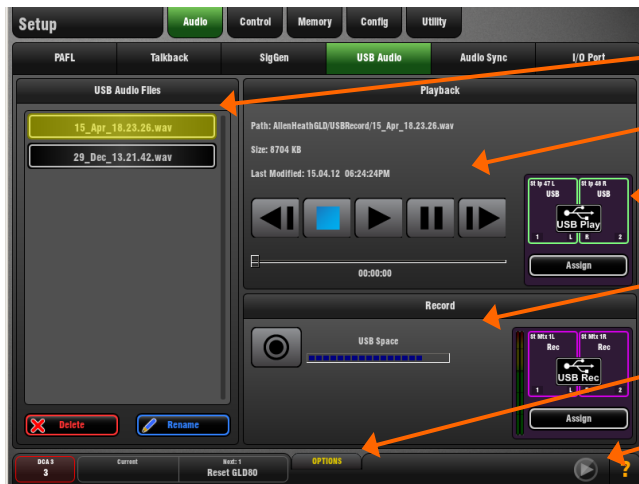 Setup
Audio Control Memory Config Utility
PAFL Talkback SigGen USB Audio Audio Sync I/O Port
USB Audio Files
15_Apr_18.23.26.wav
29_Dec_13.21.42.wav
Delete Rename
Playback
Path: AllenHeathGLD/USBRecord/15_Apr_18.23.26.wav
Size: 8704 KB
Last Modified: 15.04.12 06:24:24PM
00:00:00
St Ip 47 L St Ip 48 R
USB USB
USB Play
1 L R 2
Assign
Record
USB Space
St Mtx 1L St Mtx 1R
Rec Rec
USB Rec
1 L R 2
Assign
DCA 3 Current Next: 1 OPTIONS
3 Reset GLD80 ?